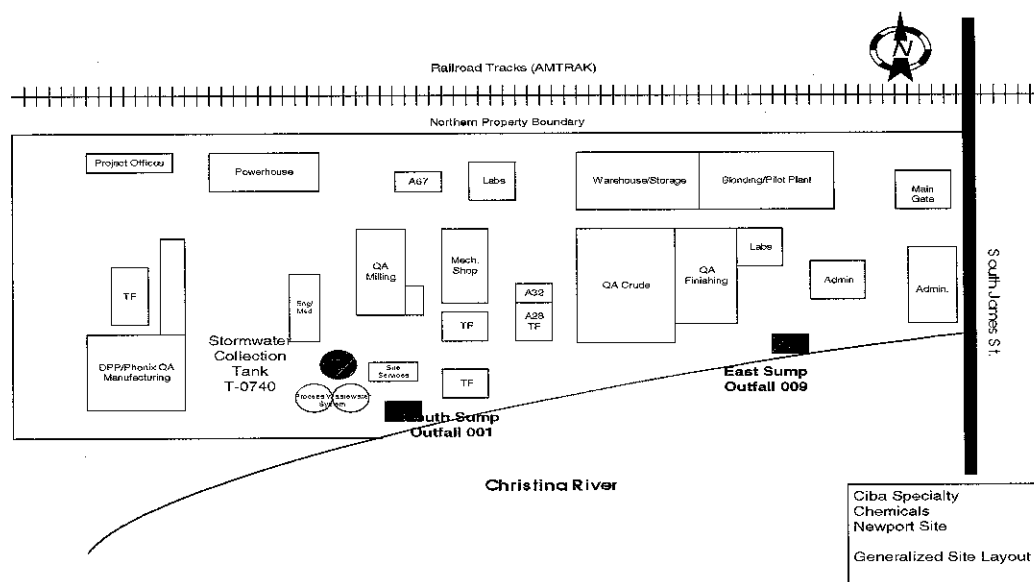 N
Railroad Tracks (AMTRAK)
Northern Property Boundary
Project Offices
Powerhouse
A67
Labs
Warehouse/Storage
Blending/Pilot Plant
Main
Gate
TF
QA
Milling
Mech.
Shop
QA Crude
QA
Finishing
Labs
Admin
Admin.
South James St.
Eng/
Med
A32
A28
TF
TF
DPP/Phonix QA
Manufacturing
Stormwater
Collection
Tank
T-0740
Site
Services
TF
Process Wastewater
System
South Sump
Outfall 001
East Sump
Outfall 009
Christina River
Ciba Specialty
Chemicals
Newport Site
Generalized Site Layout